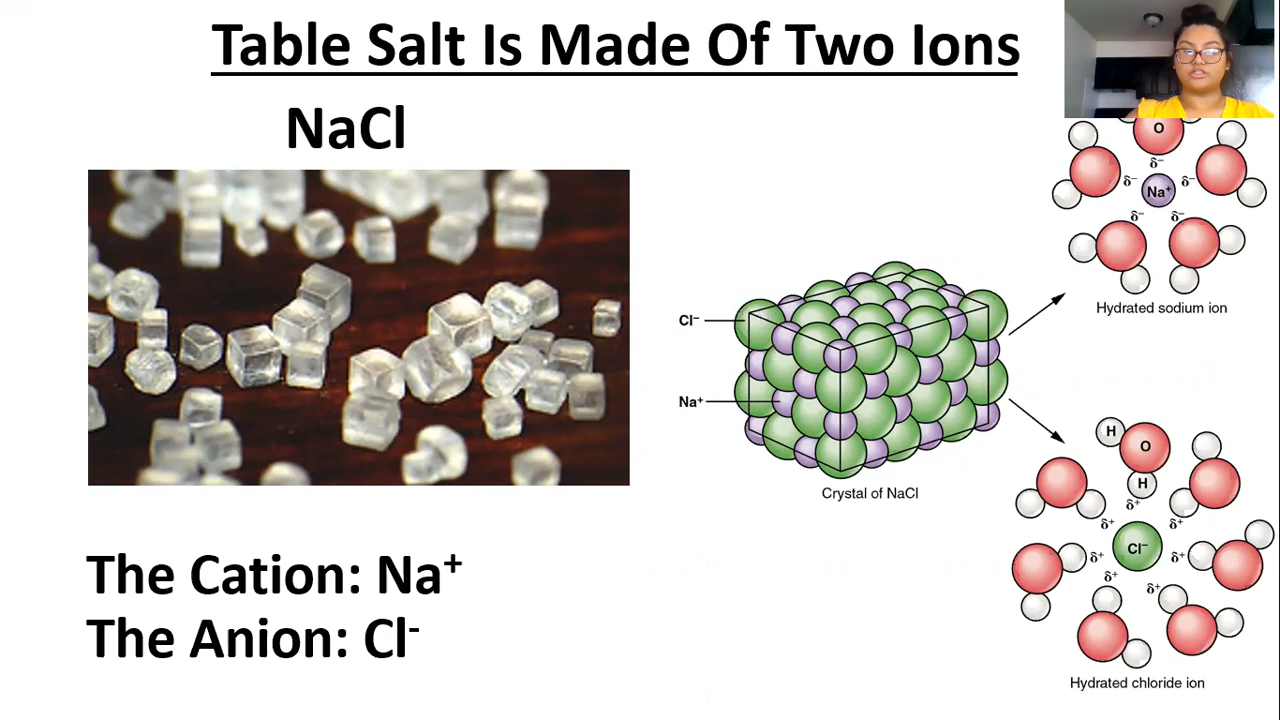 Table Salt Is Made Of Two Ions
NaCl
The Cation: Na⁺
The Anion: Cl⁻
Cl⁻
Na⁺
Crystal of NaCl
O
δ⁻
δ⁻
Na⁺
δ⁻
δ⁻
δ⁻
Hydrated sodium ion
H
O
H
δ⁺
δ⁺
δ⁺
Cl⁻
δ⁺
δ⁺
δ⁺
δ⁺
Hydrated chloride ion